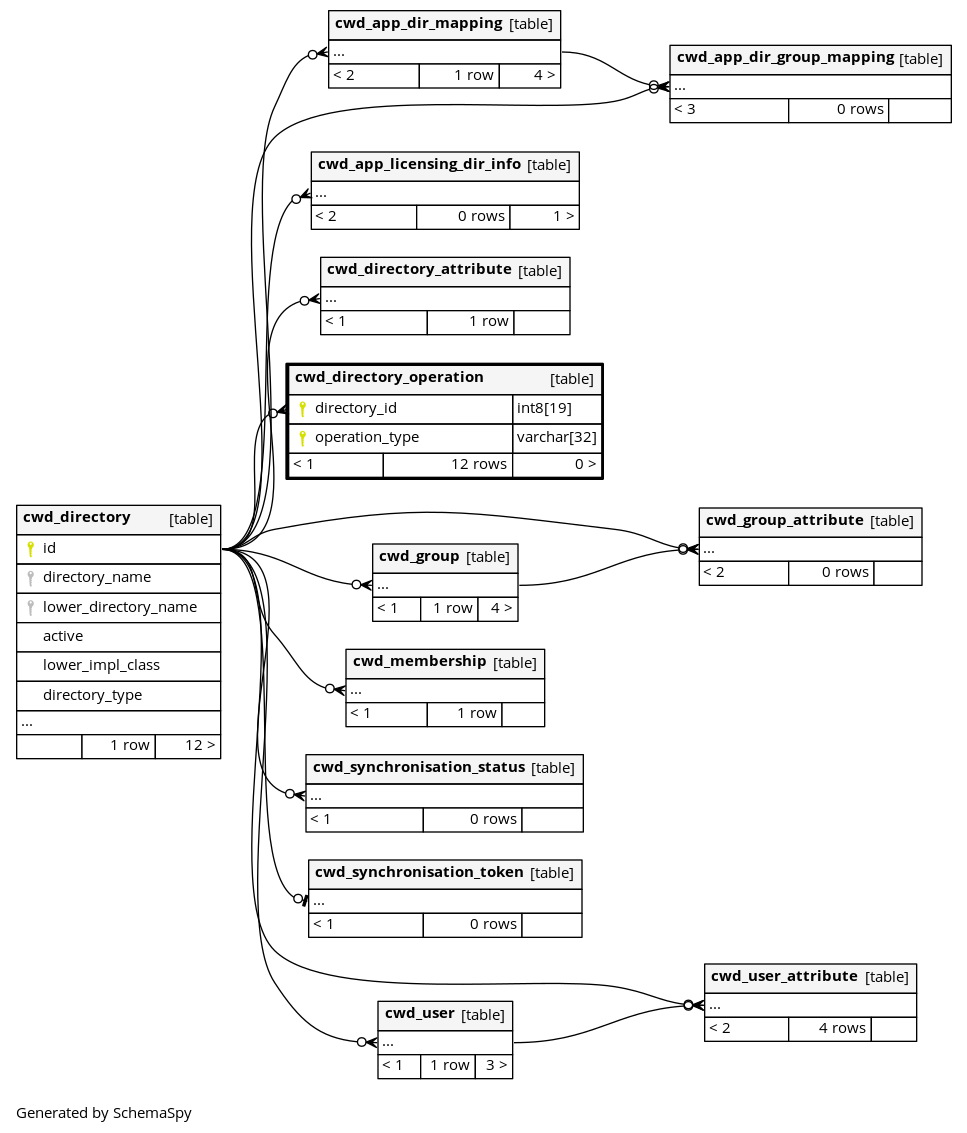 cwd_app_dir_mapping [table]
...
< 2 1 row 4 >
cwd_app_dir_group_mapping [table]
...
< 3 0 rows
cwd_app_licensing_dir_info [table]
...
< 2 0 rows 1 >
cwd_directory_attribute [table]
...
< 1 1 row
cwd_directory_operation [table]
directory_id int8[19]
operation_type varchar[32]
< 1 12 rows 0 >
cwd_directory [table]
id
directory_name
lower_directory_name
active
lower_impl_class
directory_type
...
1 row 12 >
cwd_group_attribute [table]
...
< 2 0 rows
cwd_group [table]
...
< 1 1 row 4 >
cwd_membership [table]
...
< 1 1 row
cwd_synchronisation_status [table]
...
< 1 0 rows
cwd_synchronisation_token [table]
...
< 1 0 rows
cwd_user_attribute [table]
...
< 2 4 rows
cwd_user [table]
...
< 1 1 row 3 >
Generated by SchemaSpy